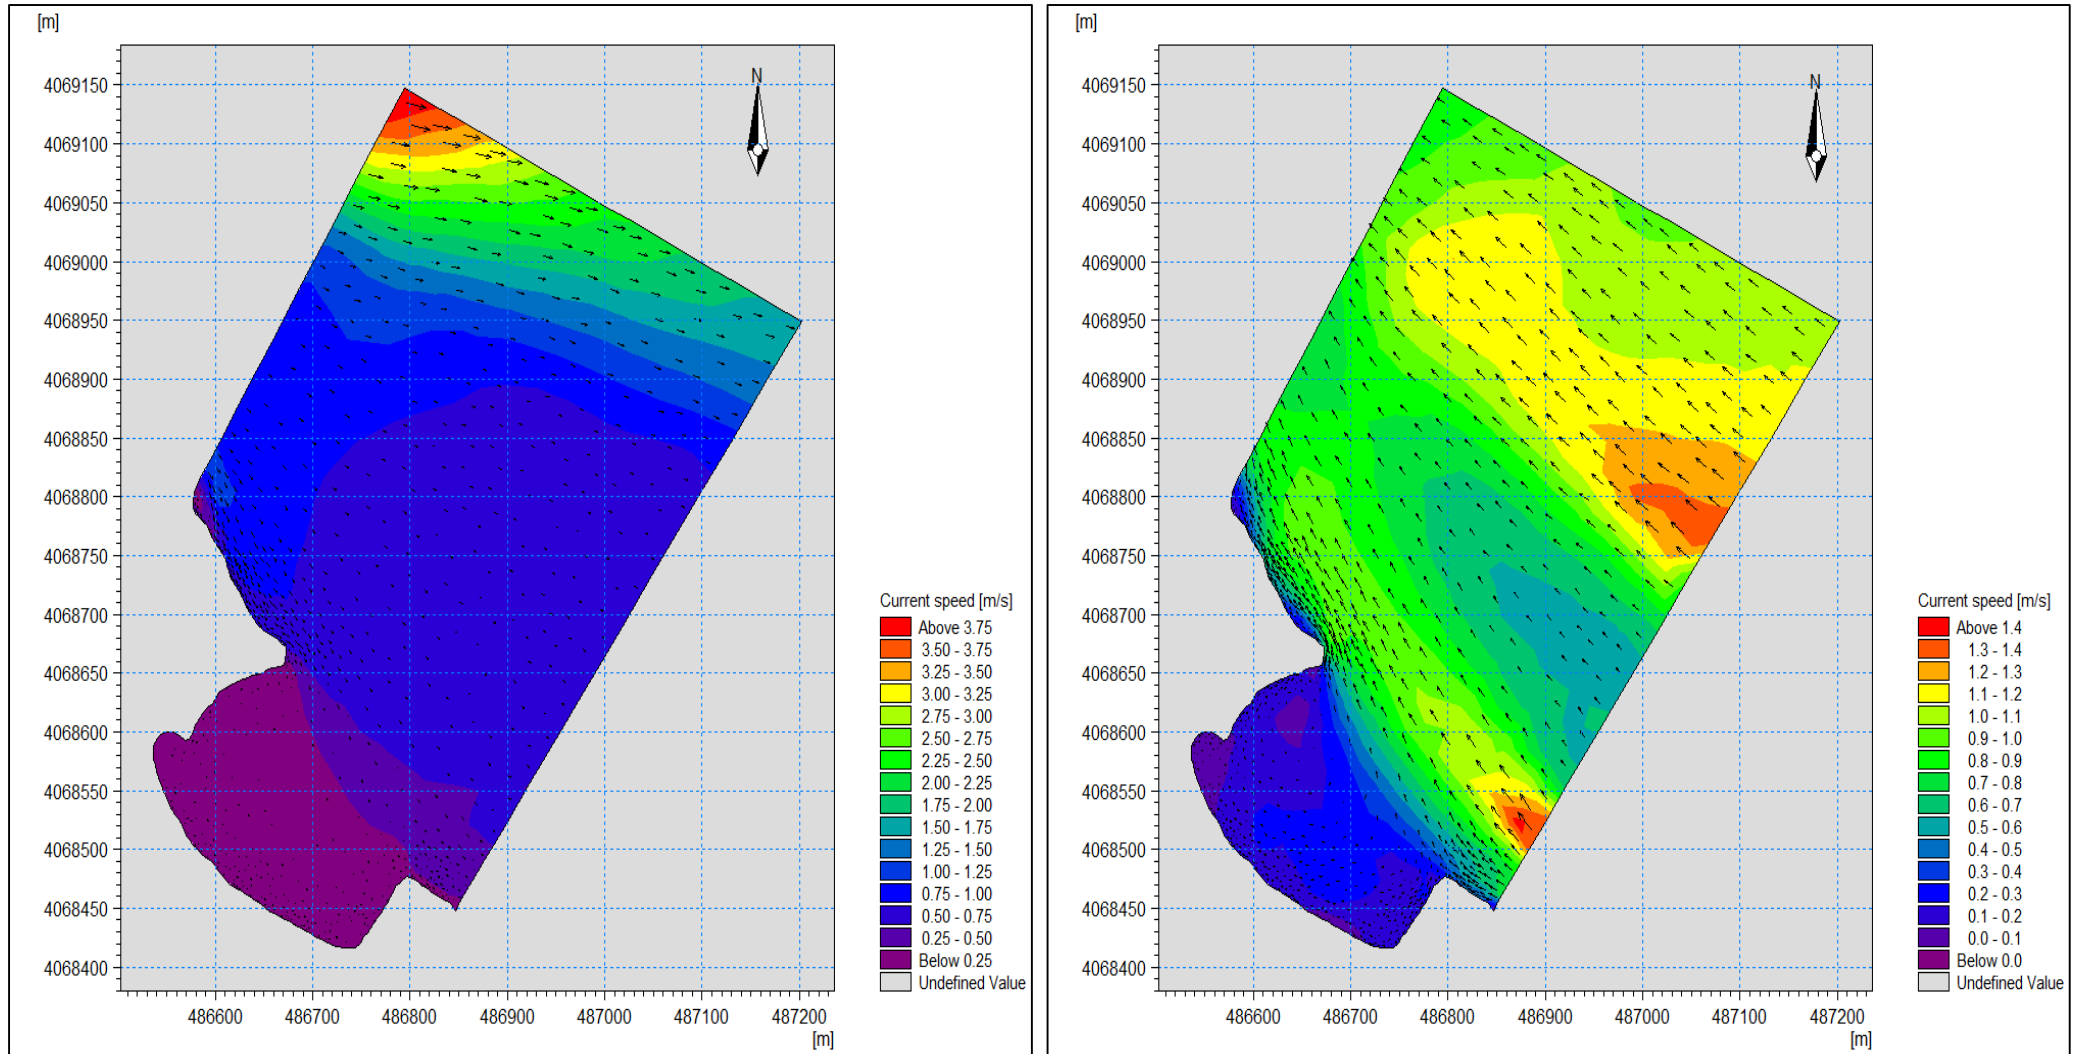 [m]
N
4069150
4069100
4069050
4069000
4068950
4068900
4068850
4068800
4068750
4068700
4068650
4068600
4068550
4068500
4068450
4068400
486600 486700 486800 486900 487000 487100 487200
[m]
Current speed [m/s]
Above 3.75
3.50 - 3.75
3.25 - 3.50
3.00 - 3.25
2.75 - 3.00
2.50 - 2.75
2.25 - 2.50
2.00 - 2.25
1.75 - 2.00
1.50 - 1.75
1.25 - 1.50
1.00 - 1.25
0.75 - 1.00
0.50 - 0.75
0.25 - 0.50
Below 0.25
Undefined Value
[m]
N
4069150
4069100
4069050
4069000
4068950
4068900
4068850
4068800
4068750
4068700
4068650
4068600
4068550
4068500
4068450
4068400
486600 486700 486800 486900 487000 487100 487200
[m]
Current speed [m/s]
Above 1.4
1.3 - 1.4
1.2 - 1.3
1.1 - 1.2
1.0 - 1.1
0.9 - 1.0
0.8 - 0.9
0.7 - 0.8
0.6 - 0.7
0.5 - 0.6
0.4 - 0.5
0.3 - 0.4
0.2 - 0.3
0.1 - 0.2
0.0 - 0.1
Below 0.0
Undefined Value